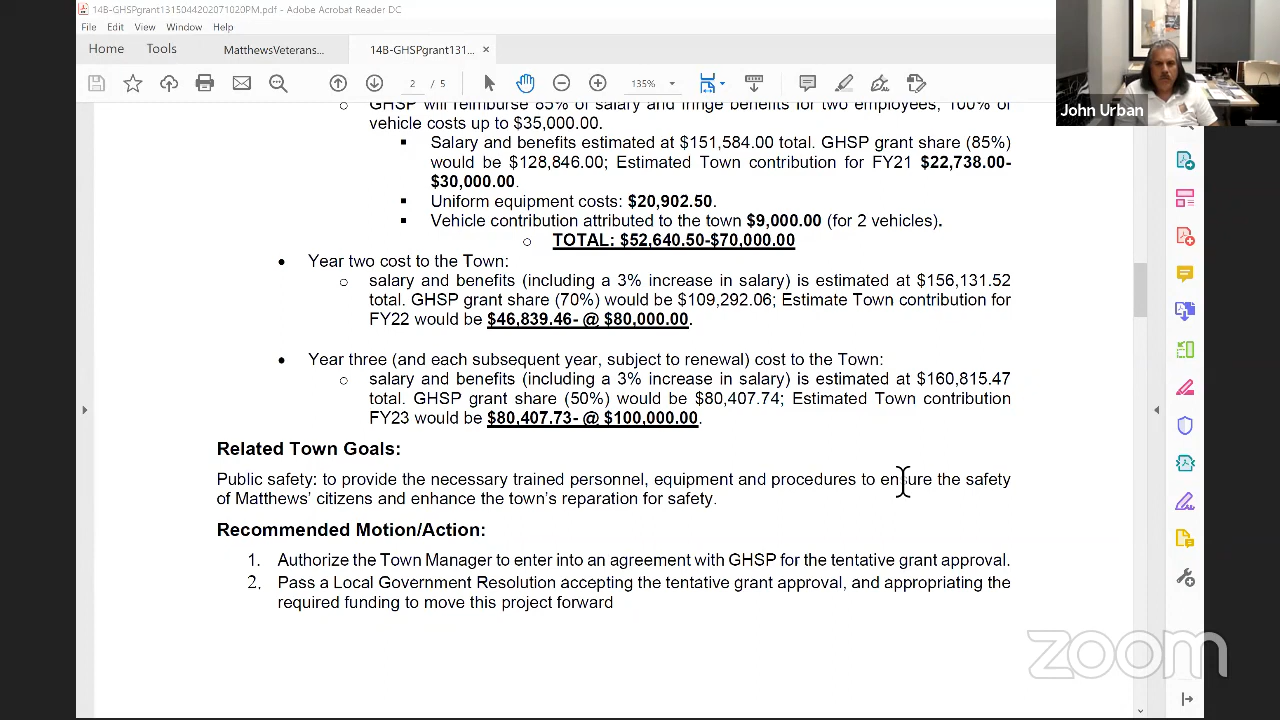 14B-GHSPgrant1315044202071020PM.pdf - Adobe Acrobat Reader DC
File Edit View Window Help
Home Tools MatthewsVeterans... 14B-GHSPgrant131... ×
2 / 135%
John Urban
GHSP will reimburse 85% of salary and fringe benefits for two employees, 100% of
vehicle costs up to $35,000.00.
Salary and benefits estimated at $151,584.00 total. GHSP grant share (85%)
would be $128,846.00; Estimated Town contribution for FY21 $22,738.00-
$30,000.00.
Uniform equipment costs: $20,902.50.
Vehicle contribution attributed to the town $9,000.00 (for 2 vehicles).
TOTAL: $52,640.50-$70,000.00
Year two cost to the Town:
salary and benefits (including a 3% increase in salary) is estimated at $156,131.52
total. GHSP grant share (70%) would be $109,292.06; Estimate Town contribution for
FY22 would be $46,839.46- @ $80,000.00.
Year three (and each subsequent year, subject to renewal) cost to the Town:
salary and benefits (including a 3% increase in salary) is estimated at $160,815.47
total. GHSP grant share (50%) would be $80,407.74; Estimated Town contribution
FY23 would be $80,407.73- @ $100,000.00.
Related Town Goals:
Public safety: to provide the necessary trained personnel, equipment and procedures to ensure the safety
of Matthews' citizens and enhance the town's reparation for safety.
Recommended Motion/Action:
1. Authorize the Town Manager to enter into an agreement with GHSP for the tentative grant approval.
2. Pass a Local Government Resolution accepting the tentative grant approval, and appropriating the
required funding to move this project forward
zoom